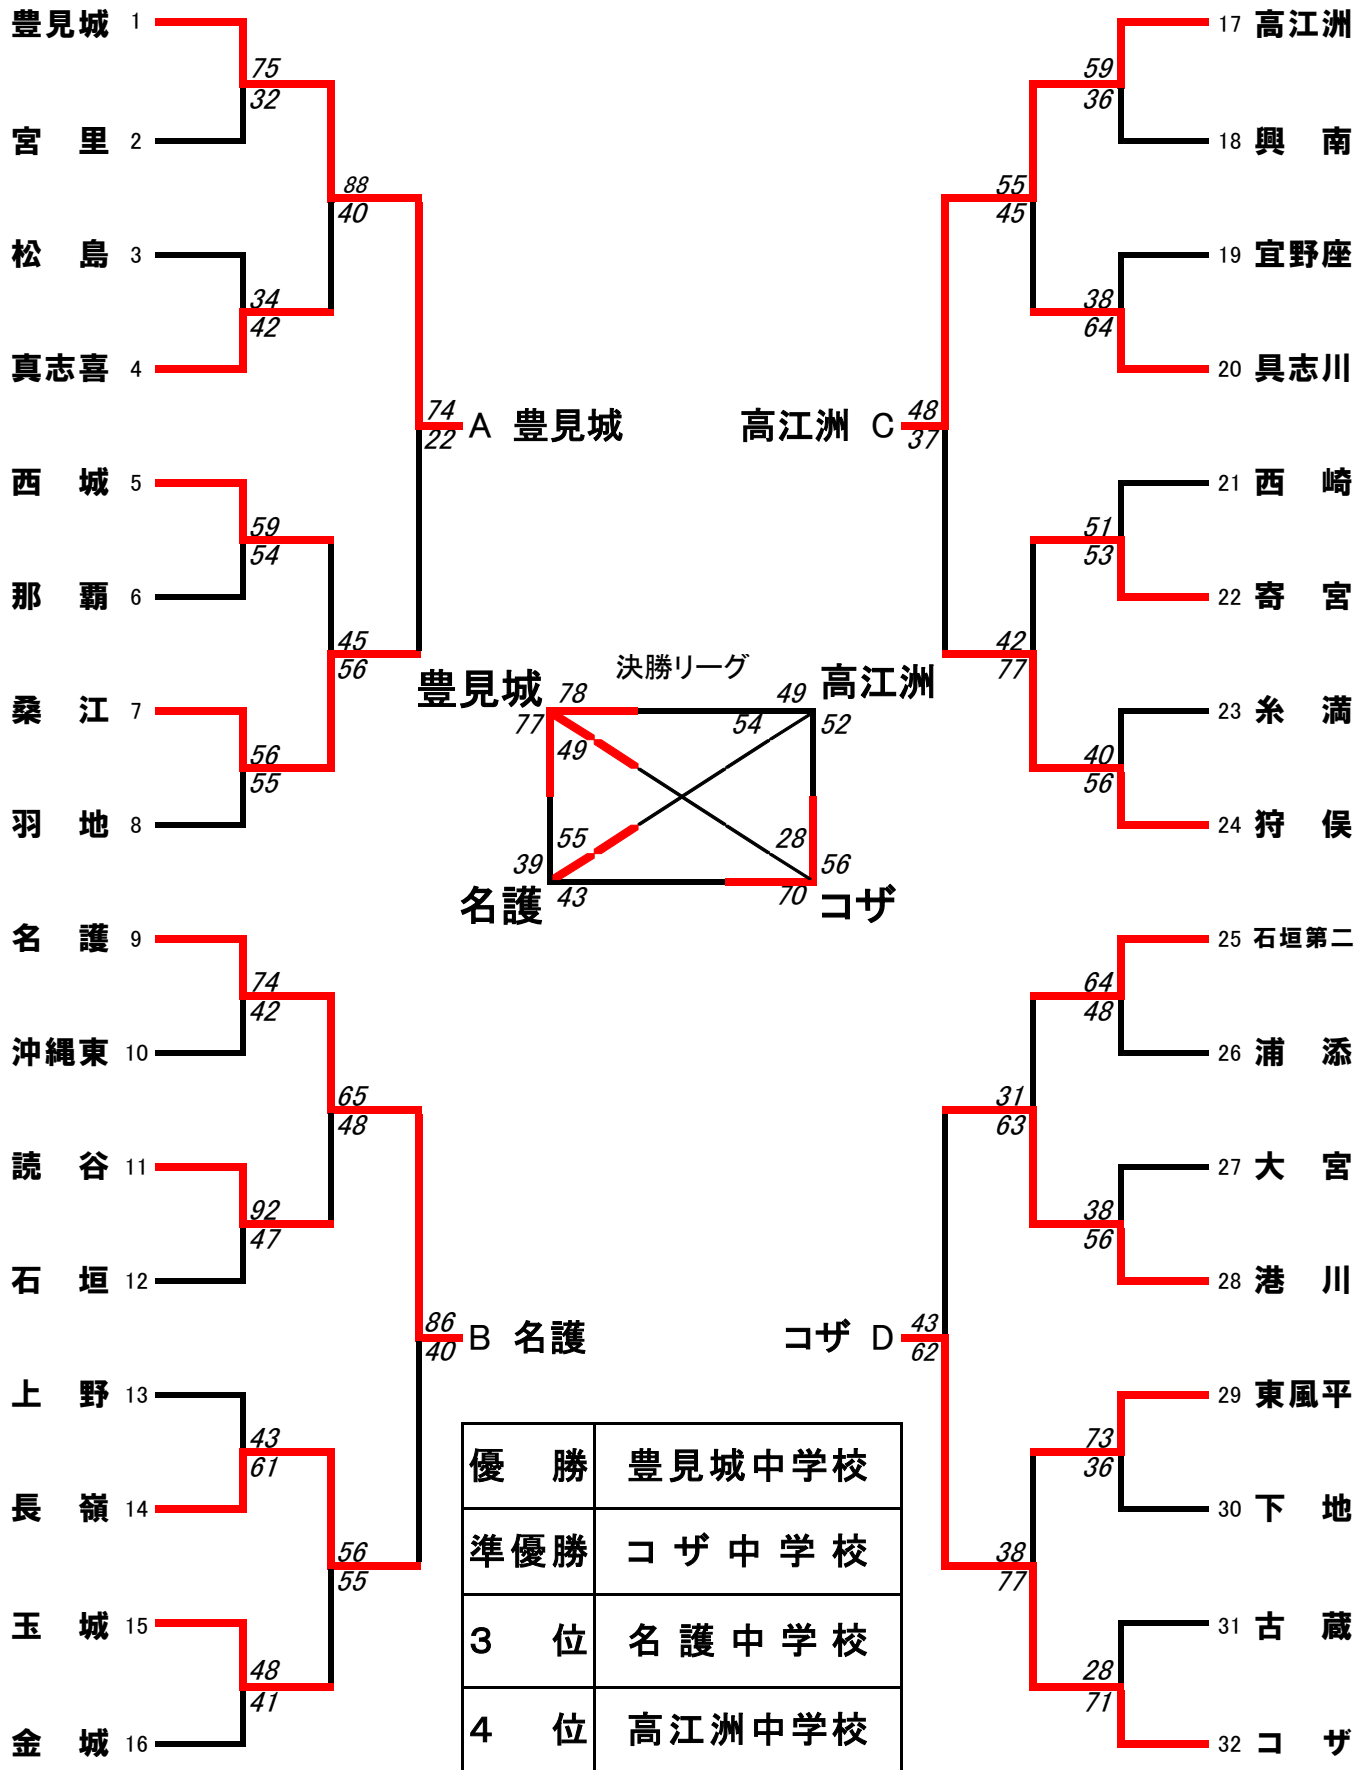 豊見城 1
75
32
宮 里 2
88
40
松 島 3
34
42
真志喜 4
74
22
A 豊見城
西 城 5
59
54
那 覇 6
45
56
桑 江 7
56
55
羽 地 8
名 護 9
74
42
沖縄東 10
65
48
読 谷 11
92
47
石 垣 12
86
40
B 名護
上 野 13
43
61
長 嶺 14
56
55
玉 城 15
48
41
金 城 16
17 高江洲
59
36
18 興 南
55
45
19 宜野座
38
64
20 具志川
高江洲 C
48
37
21 西 崎
51
53
22 寄 宮
42
77
23 糸 満
40
56
24 狩 俣
25 石垣第二
64
48
26 浦 添
31
63
27 大 宮
38
56
28 港 川
コザ D
43
62
29 東風平
73
36
30 下 地
38
77
31 古 蔵
28
71
32 コ ザ
決勝リーグ
豊見城 78 49 高江洲
77 54 52
49
55 28
39 56
名護 43 70 コザ
優 勝 豊見城中学校
準優勝 コザ中学校
3 位 名護中学校
4 位 高江洲中学校